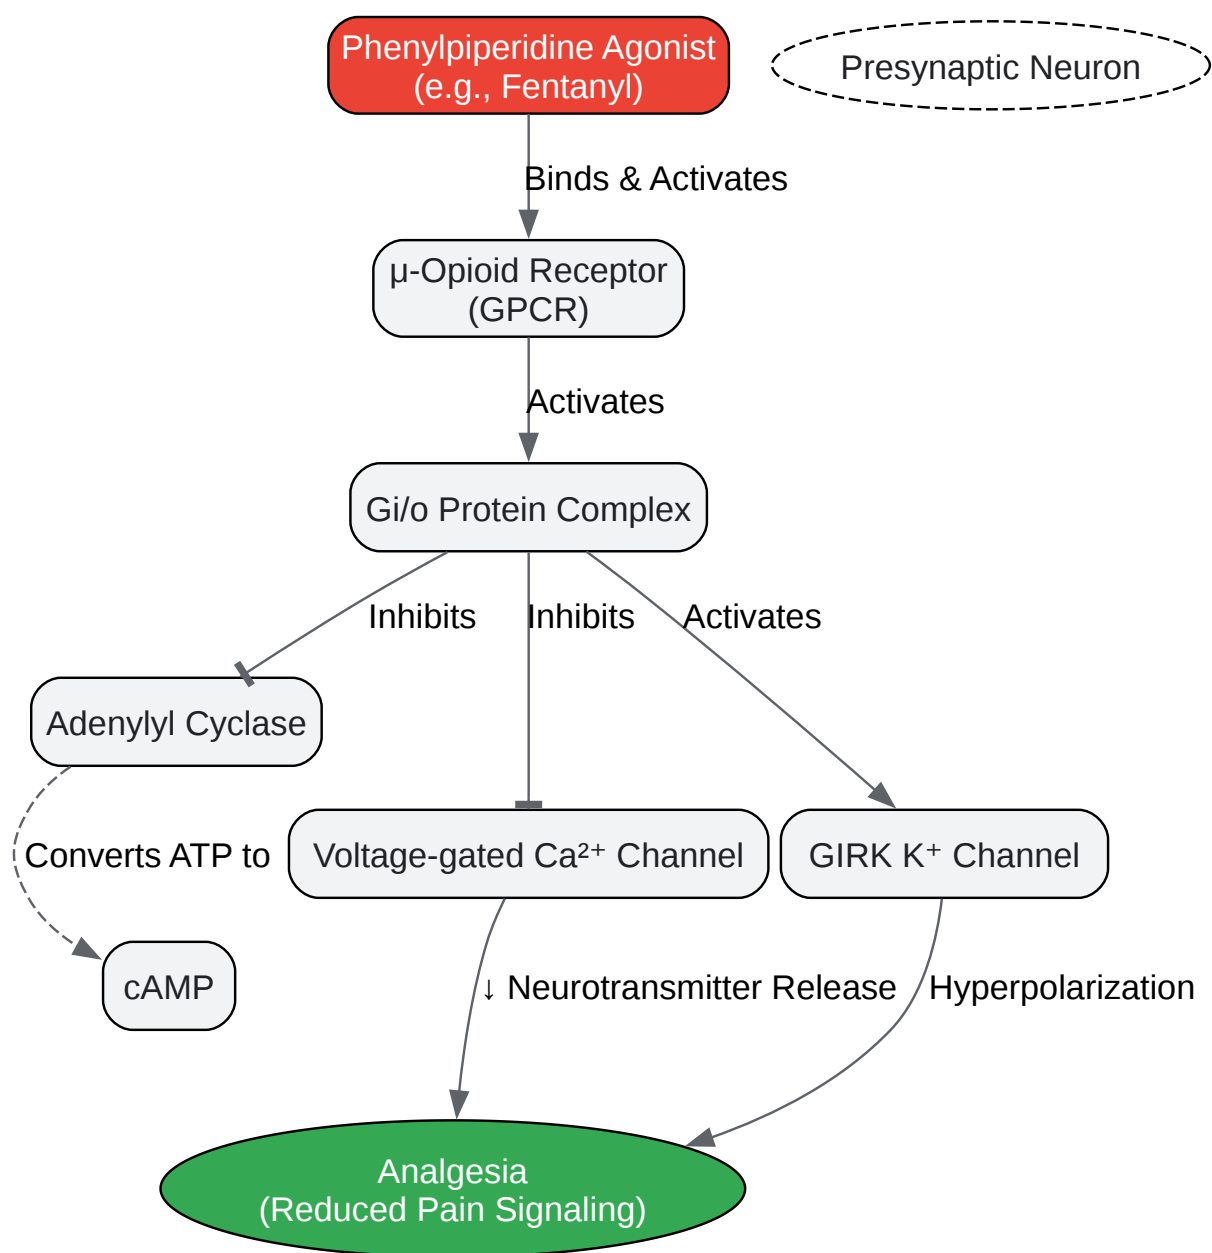 Phenylpiperidine Agonist
(e.g., Fentanyl)
Presynaptic Neuron
Binds & Activates
μ-Opioid Receptor
(GPCR)
Activates
Gi/o Protein Complex
Inhibits
Inhibits
Activates
Adenylyl Cyclase
Converts ATP to
Voltage-gated Ca²⁺ Channel
GIRK K⁺ Channel
cAMP
↓ Neurotransmitter Release
Hyperpolarization
Analgesia
(Reduced Pain Signaling)